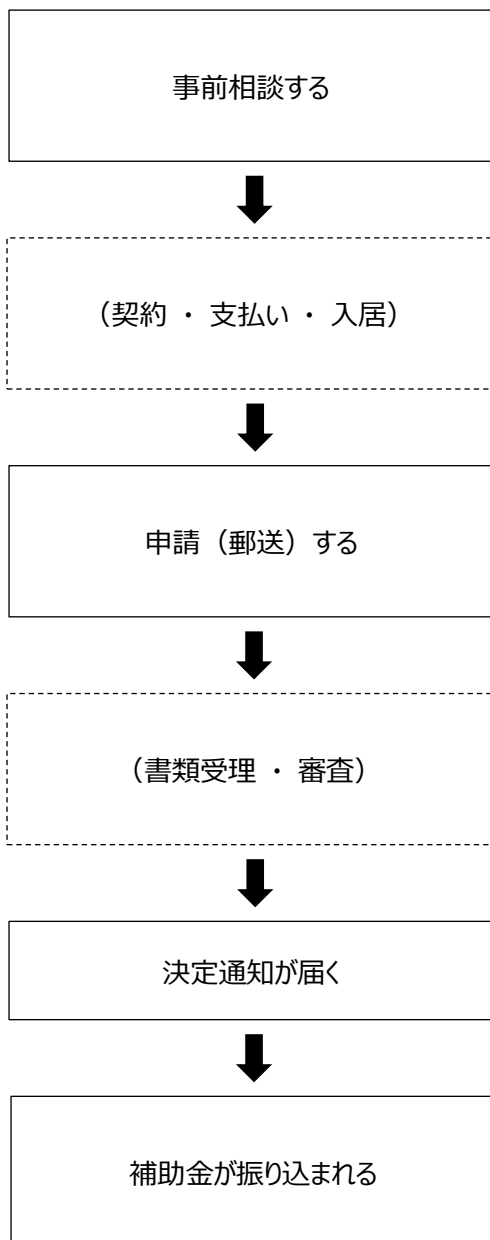 事前相談する
（契約 ・ 支払い ・ 入居）
申請（郵送）する
（書類受理 ・ 審査）
決定通知が届く
補助金が振り込まれる